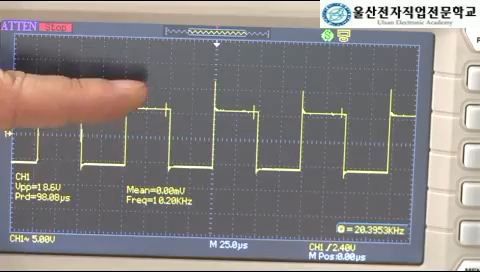 울산전자직업전문학교
Ulsan Electronic Academy
ATTEN Stop
CH1
Vpp=18.6V Mean=0.00mV
Prd=98.08µs Freq=10.20KHz
= 20.3953KHz
CH1~ 5.00V M 25.0µs CH1 / 2.40V
M Pos:0.00µs